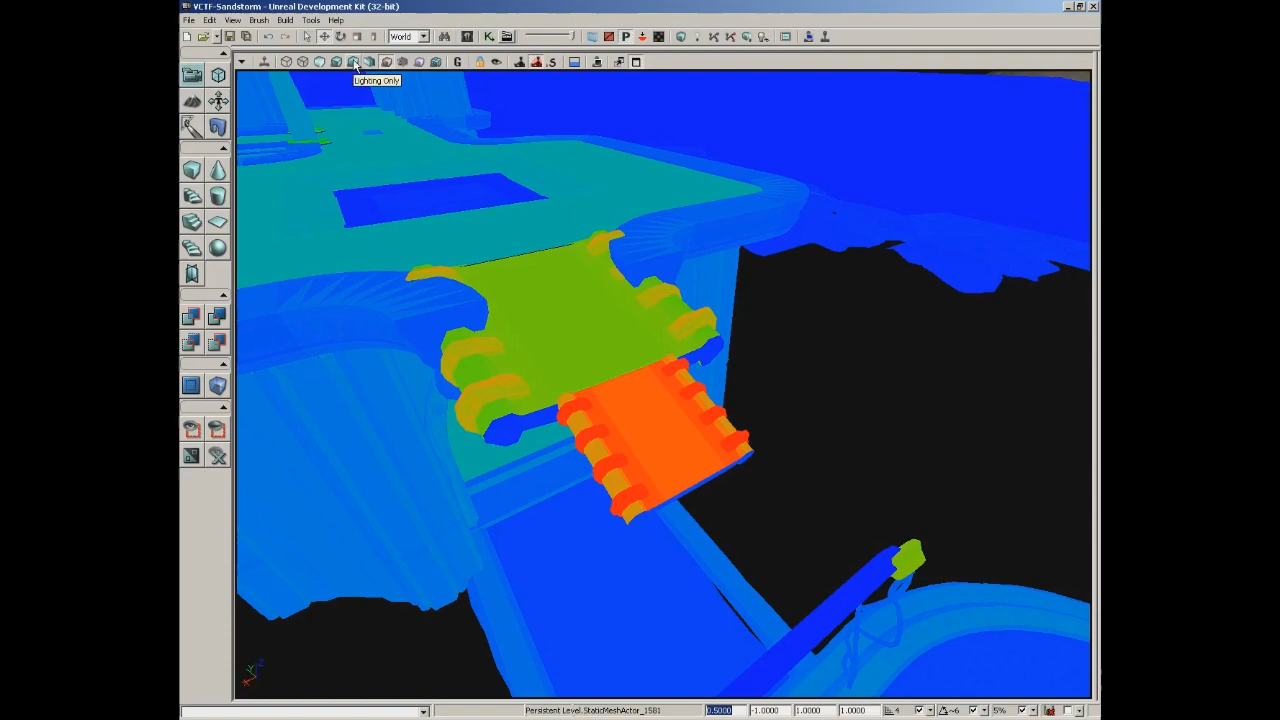 VCTF-Sandstorm - Unreal Development Kit (32-bit)
File Edit View Brush Build Tools Help
World
P
K
G
S
Lighting Only
Z
Y
X
Persistent Level.StaticMeshActor_1581
0.5000
-1.0000
1.0000
1.0000
4
~6
5%